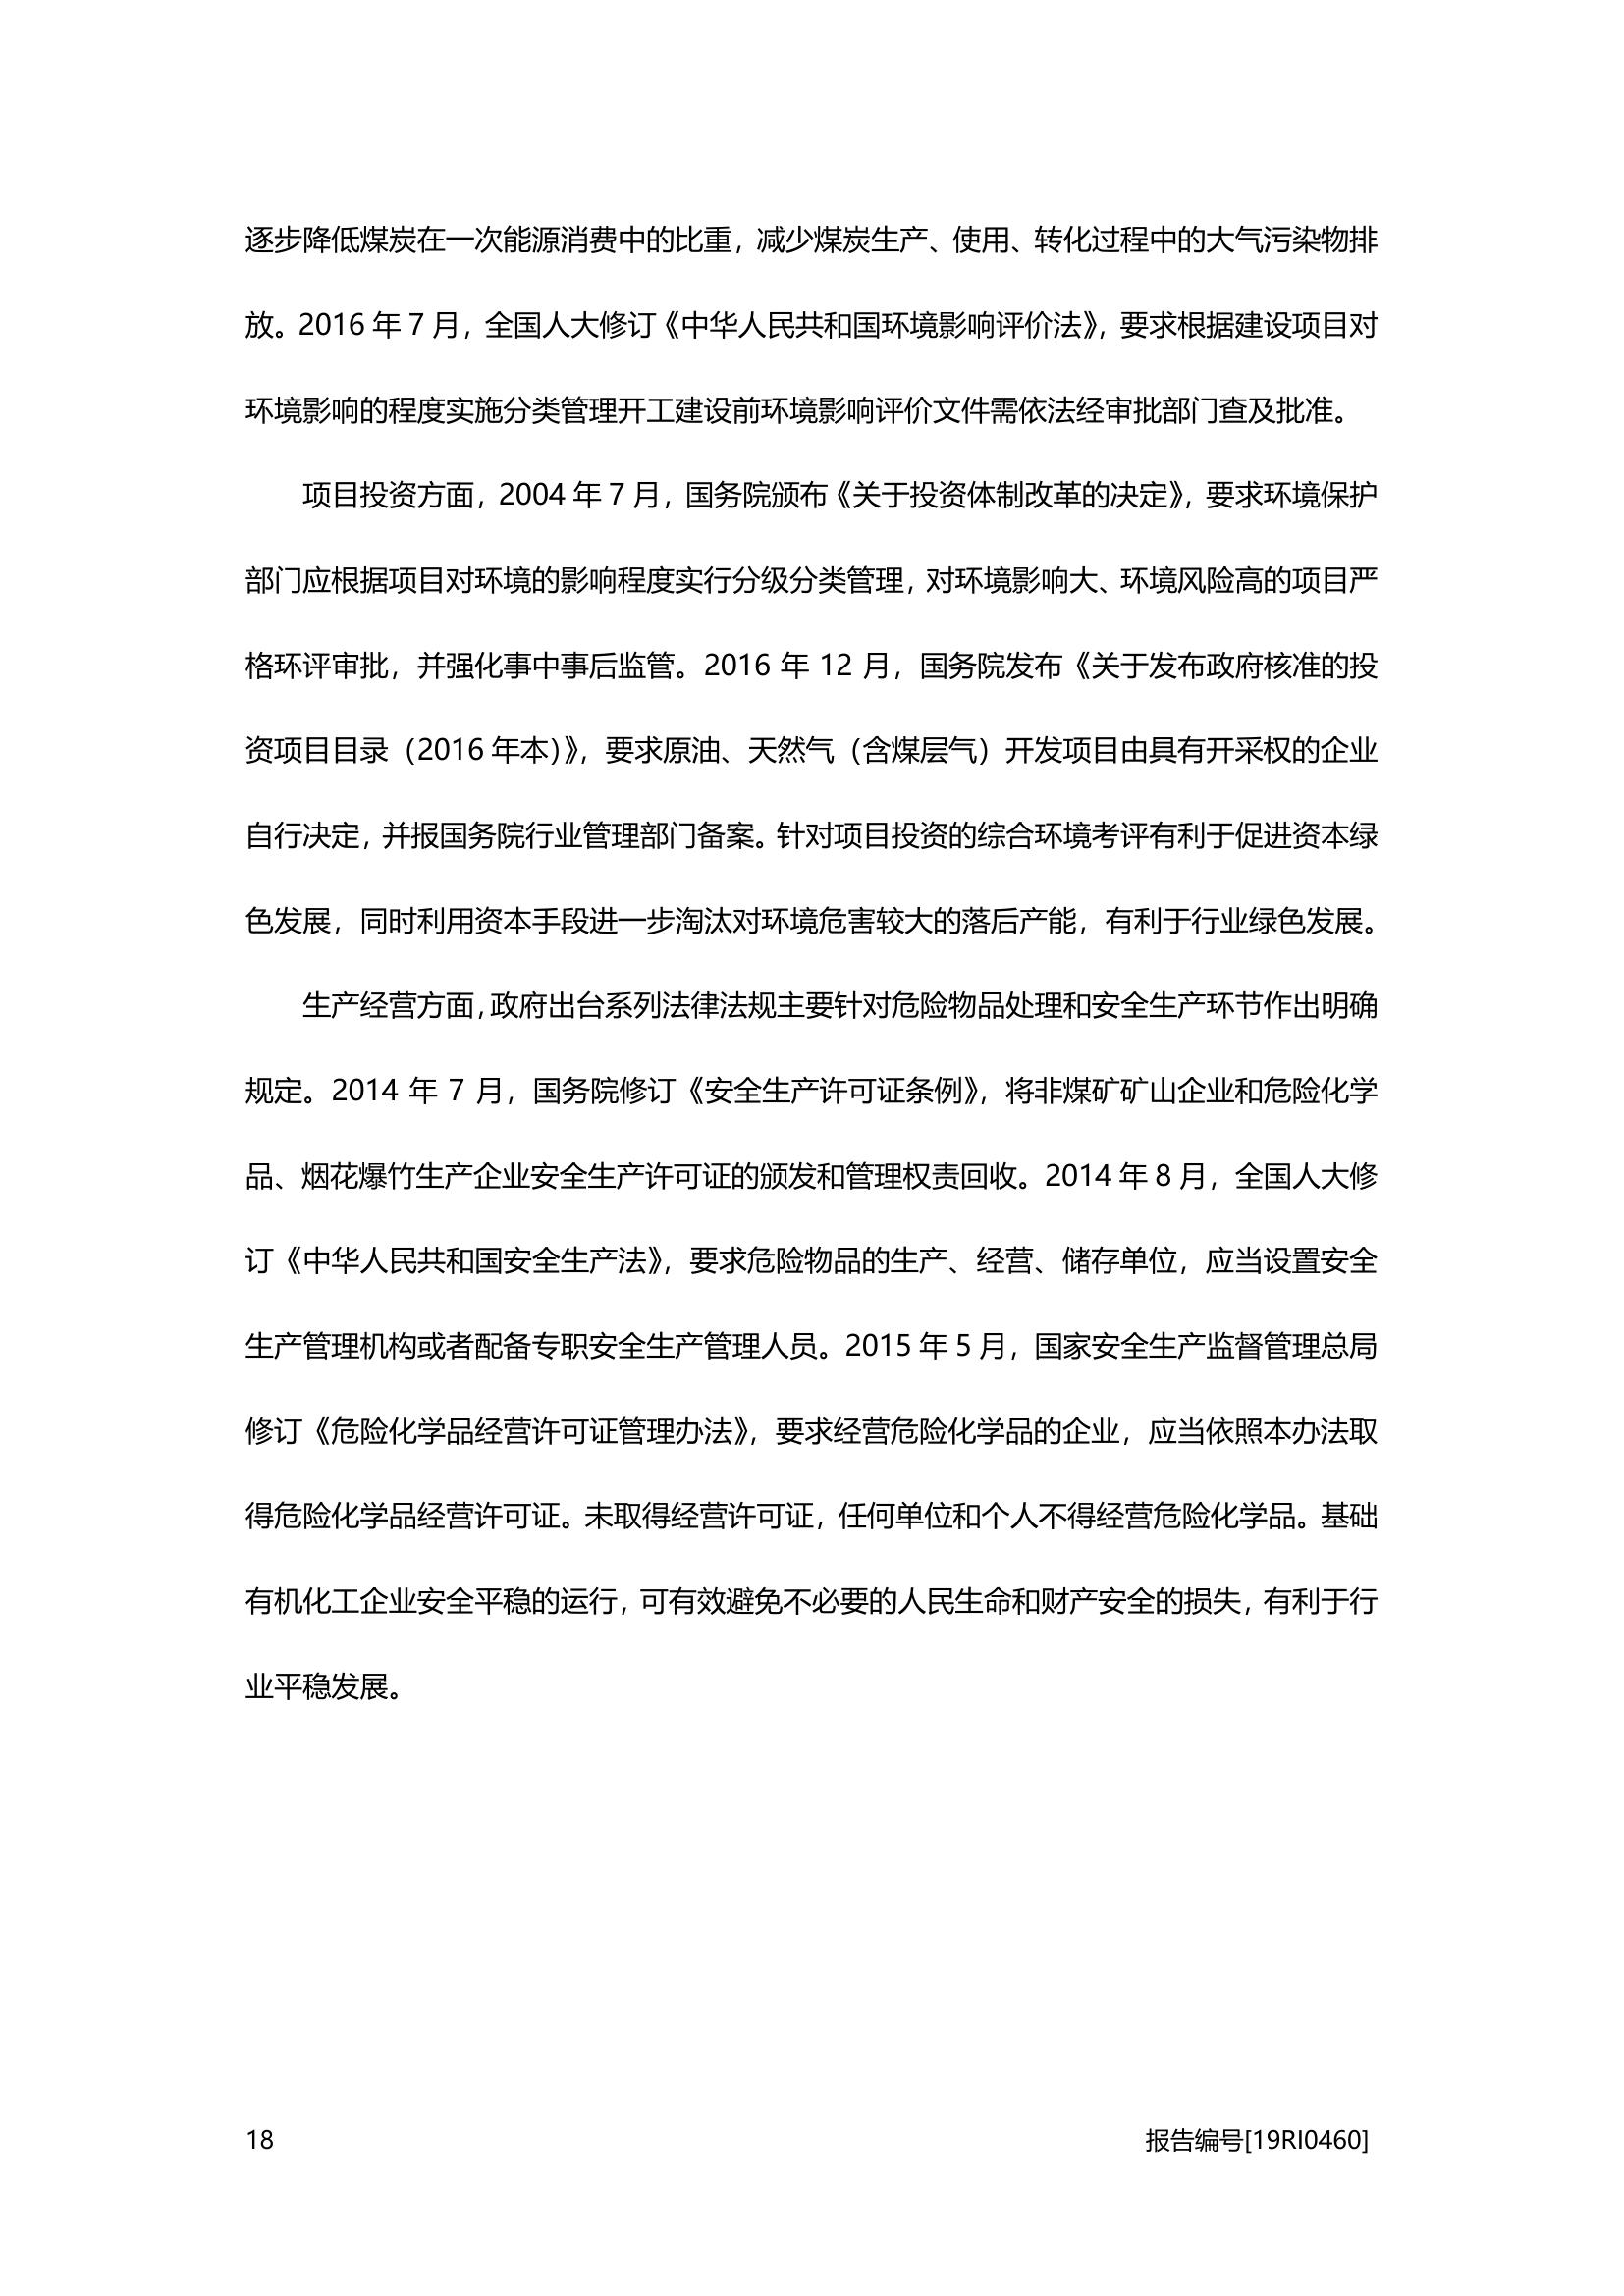 逐步降低煤炭在一次能源消费中的比重，减少煤炭生产、使用、转化过程中的大气污染物排
放。2016 年 7 月，全国人大修订《中华人民共和国环境影响评价法》，要求根据建设项目对
环境影响的程度实施分类管理开工建设前环境影响评价文件需依法经审批部门查及批准。
项目投资方面，2004 年 7 月，国务院颁布《关于投资体制改革的决定》，要求环境保护
部门应根据项目对环境的影响程度实行分级分类管理，对环境影响大、环境风险高的项目严
格环评审批，并强化事中事后监管。2016 年 12 月，国务院发布《关于发布政府核准的投
资项目目录（2016 年本）》，要求原油、天然气（含煤层气）开发项目由具有开采权的企业
自行决定，并报国务院行业管理部门备案。针对项目投资的综合环境考评有利于促进资本绿
色发展，同时利用资本手段进一步淘汰对环境危害较大的落后产能，有利于行业绿色发展。
生产经营方面，政府出台系列法律法规主要针对危险物品处理和安全生产环节作出明确
规定。2014 年 7 月，国务院修订《安全生产许可证条例》，将非煤矿矿山企业和危险化学
品、烟花爆竹生产企业安全生产许可证的颁发和管理权责回收。2014 年 8 月，全国人大修
订《中华人民共和国安全生产法》，要求危险物品的生产、经营、储存单位，应当设置安全
生产管理机构或者配备专职安全生产管理人员。2015 年 5 月，国家安全生产监督管理总局
修订《危险化学品经营许可证管理办法》，要求经营危险化学品的企业，应当依照本办法取
得危险化学品经营许可证。未取得经营许可证，任何单位和个人不得经营危险化学品。基础
有机化工企业安全平稳的运行，可有效避免不必要的人民生命和财产安全的损失，有利于行
业平稳发展。
18 报告编号[19RI0460]